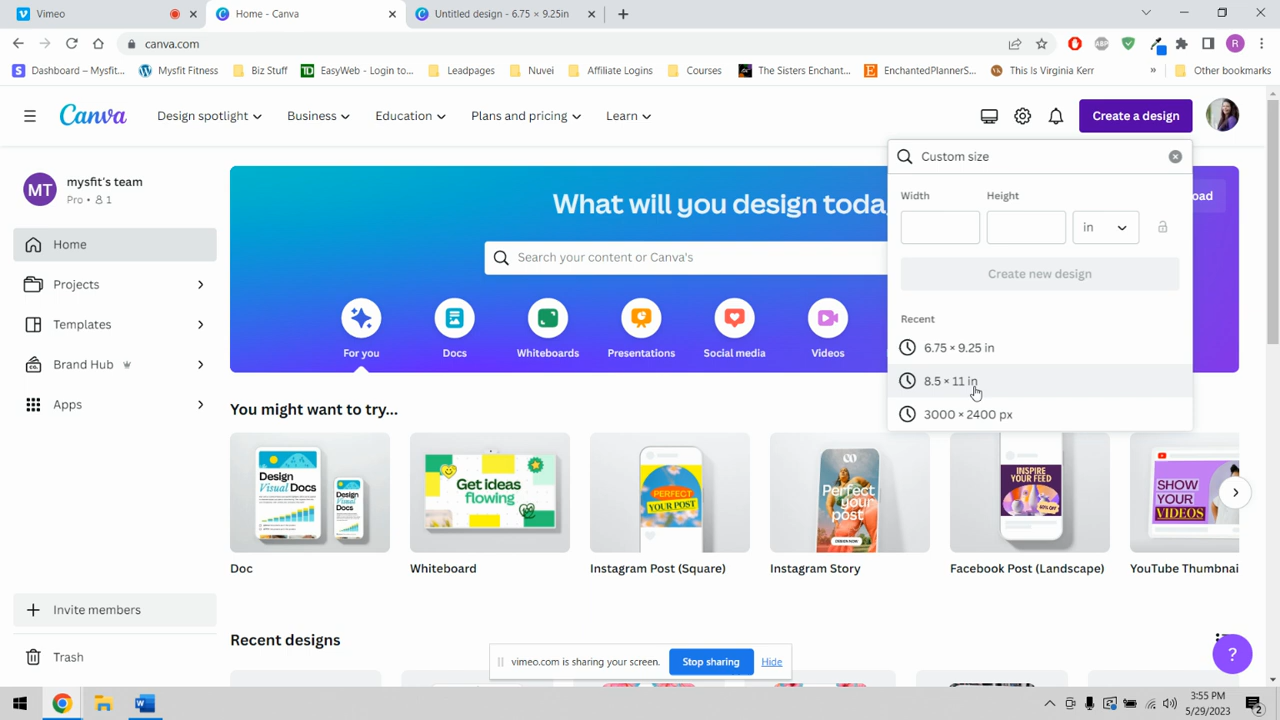 Vimeo
Home - Canva
Untitled design - 6.75 × 9.25in
canva.com
Dashboard – Mysfit...
Mysfit Fitness
Biz Stuff
EasyWeb - Login to...
Leadpages
Nuvei
Affiliate Logins
Courses
The Sisters Enchant...
EnchantedPlannerS...
This Is Virginia Kerr
»
Other bookmarks
Canva
Design spotlight
Business
Education
Plans and pricing
Learn
Create a design
MT
mysfit's team
Pro • 1
Home
Projects
Templates
Brand Hub
Apps
Invite members
Trash
What will you design toda
oad
Search your content or Canva's
For you
Docs
Whiteboards
Presentations
Social media
Videos
Custom size
Width
Height
in
Create new design
Recent
6.75 × 9.25 in
8.5 × 11 in
3000 × 2400 px
You might want to try...
Design
Visual Docs
Design
Visual
Docs
Get ideas
flowing
PERFECT
YOUR POST
Perfect
your
post
INSPIRE
YOUR FEED
SHOW
YOUR
VIDEOS
Doc
Whiteboard
Instagram Post (Square)
Instagram Story
Facebook Post (Landscape)
YouTube Thumbnai
Recent designs
vimeo.com is sharing your screen.
Stop sharing
Hide
?
3:55 PM
5/29/2023
2